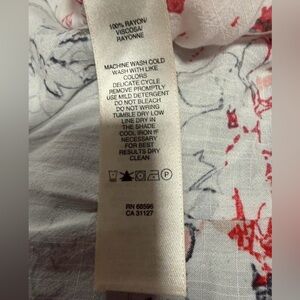 100% RAYON/
VISCOSA/
RAYONNE
MACHINE WASH COLD
WASH WITH LIKE
COLORS
DELICATE CYCLE
REMOVE PROMPTLY
USE MILD DETERGENT
DO NOT BLEACH
DO NOT WRING
TUMBLE DRY LOW
LINE DRY IN
THE SHADE
COOL IRON IF
NECESSARY
FOR BEST
RESULTS DRY
CLEAN
P
RN 66596
CA 31127